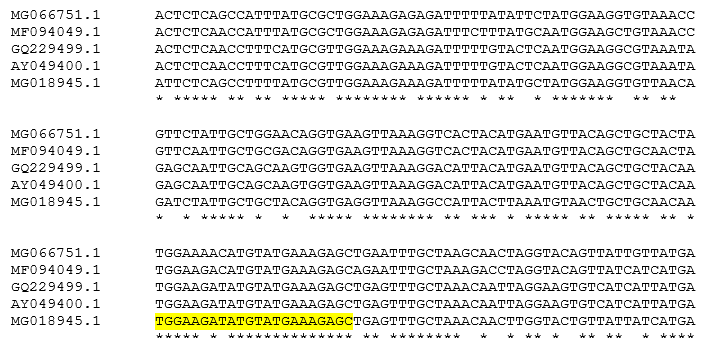 MG066751.1 ACTCTCAGCCATTTATGCGCTGGAAAGAGAGATTTTTATATTCTATGGAAGGTGTAAACC
MF094049.1 ACTCTCAACCATTTATGCGTTGGAAAGAAAGATTTCTTTATGCAATGGAAGCTGTAAACC
GQ229499.1 ACTCTCAACCTTTCATGCGTTGGAAAGAAAGATTTTTGTACTCAATGGAAGGCGTAAATA
AY049400.1 ACTCTCAACCTTTCATGCGTTGGAAAGAAAGATTTTTGTACTCAATGGAAGGCGTAAATA
MG018945.1 ATTCTCAGCCTTTTATGCGTTGGAAAGAAAGATTTTTATATGCTATGGAAGGTGTTAACA
* ***** ** ** ***** ******** ****** * ** * ******* ** **
MG066751.1 GTTCTATTGCTGGAACAGGTGAAGTTAAAGGTCACTACATGAATGTTACAGCTGCTACTA
MF094049.1 GTTCAATTGCTGCGACAGGTGAAGTTAAAGGTCACTACATGAATGTTACAGCTGCAACTA
GQ229499.1 GAGCAATTGCAGCAAGTGGTGAAGTTAAAGGACATTACATGAATGTTACAGCTGCTACAA
AY049400.1 GAGCAATTGCAGCAAGTGGTGAAGTTAAAGGACATTACATGAATGTTACAGCTGCTACAA
MG018945.1 GATCTATTGCTGCTACAGGTGAGGTTAAAGGCCATTACTTAAATGTAACTGCTGCAACAA
* * ***** * * ***** ******** ** *** * ***** ** ***** ** *
MG066751.1 TGGAAAACATGTATGAAAGAGCTGAATTTGCTAAGCAACTAGGTACAGTTATTGTTATGA
MF094049.1 TGGAAGACATGTATGAAAGAGCAGAATTTGCTAAAGACCTAGGTACAGTTATCATCATGA
GQ229499.1 TGGAAGATATGTATGAAAGAGCTGAGTTTGCTAAACAATTAGGAAGTGTCATCATTATGA
AY049400.1 TGGAAGATATGTATGAAAGAGCTGAGTTTGCTAAACAATTAGGAAGTGTCATCATTATGA
MG018945.1 TGGAAGATATGTATGAAAGAGCTGAGTTTGCTAAACAACTTGGTACTGTTATTATCATGA
***** * ************** ** ******** * * ** * ** ** * ****